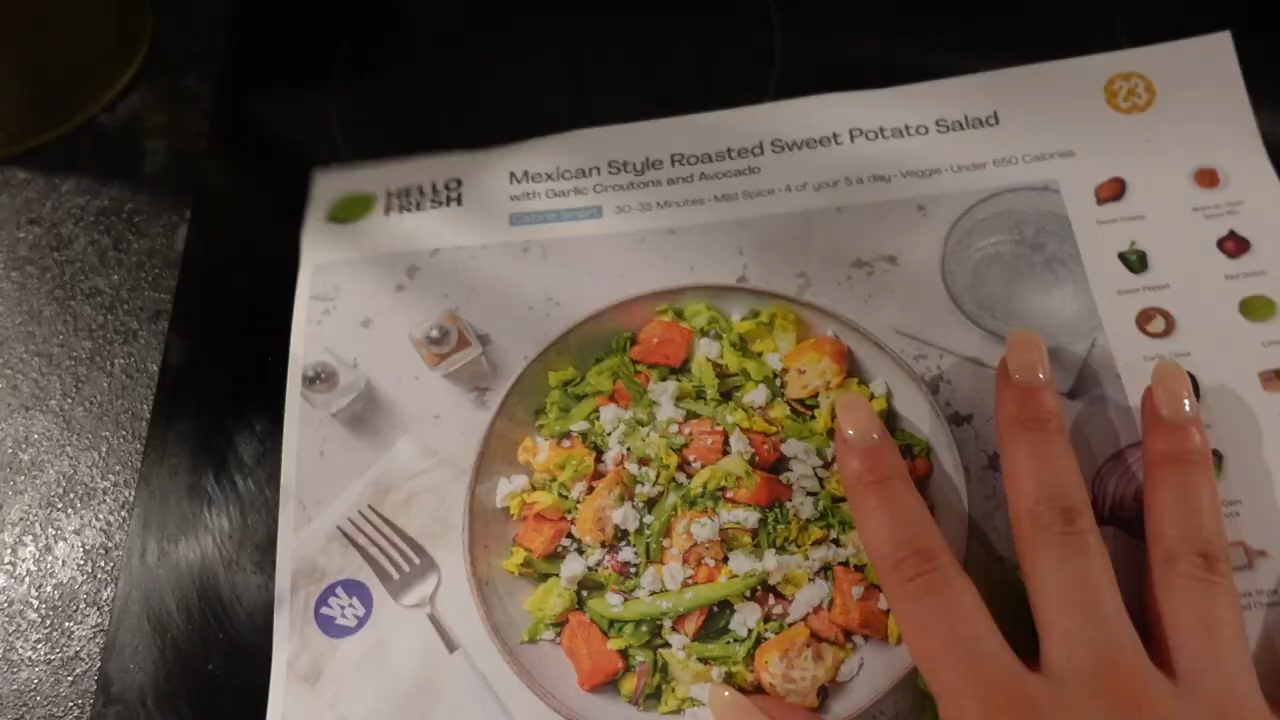 23
HELLO
FRESH
Mexican Style Roasted Sweet Potato Salad
with Garlic Croutons and Avocado
Calorie Smart 30-35 Minutes • Mild Spice • 4 of your 5 a day • Veggie • Under 650 Calories
Sweet Potato
Green Pepper
Red Onion
Garlic Clove
WW